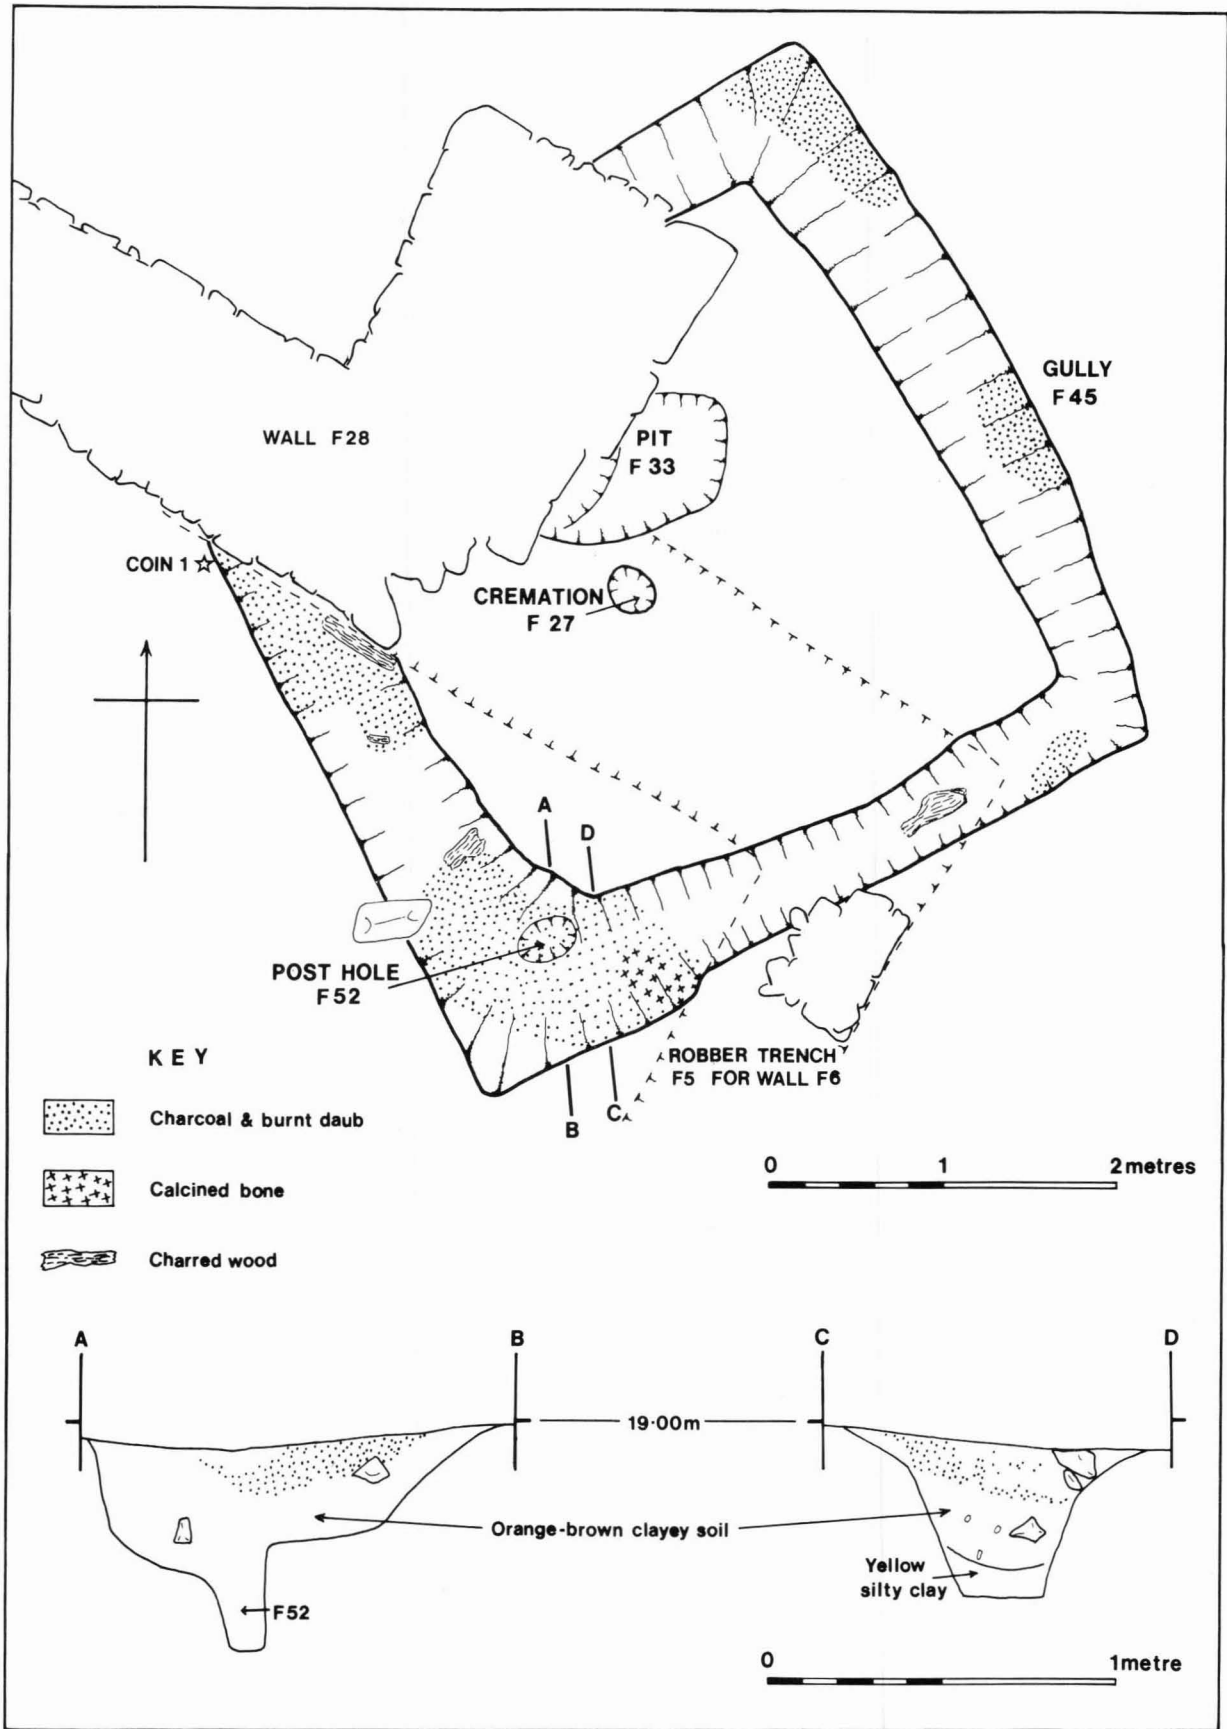 GULLY
F45
WALL F28
PIT
F 33
COIN 1
CREMATION
F 27
A
D
POST HOLE
F52
ROBBER TRENCH
F5 FOR WALL F6
C
B
KEY
Charcoal & burnt daub
Calcined bone
Charred wood
0 1 2 metres
A B C D
19·00m
Orange-brown clayey soil
Yellow
silty clay
F52
0 1 metre